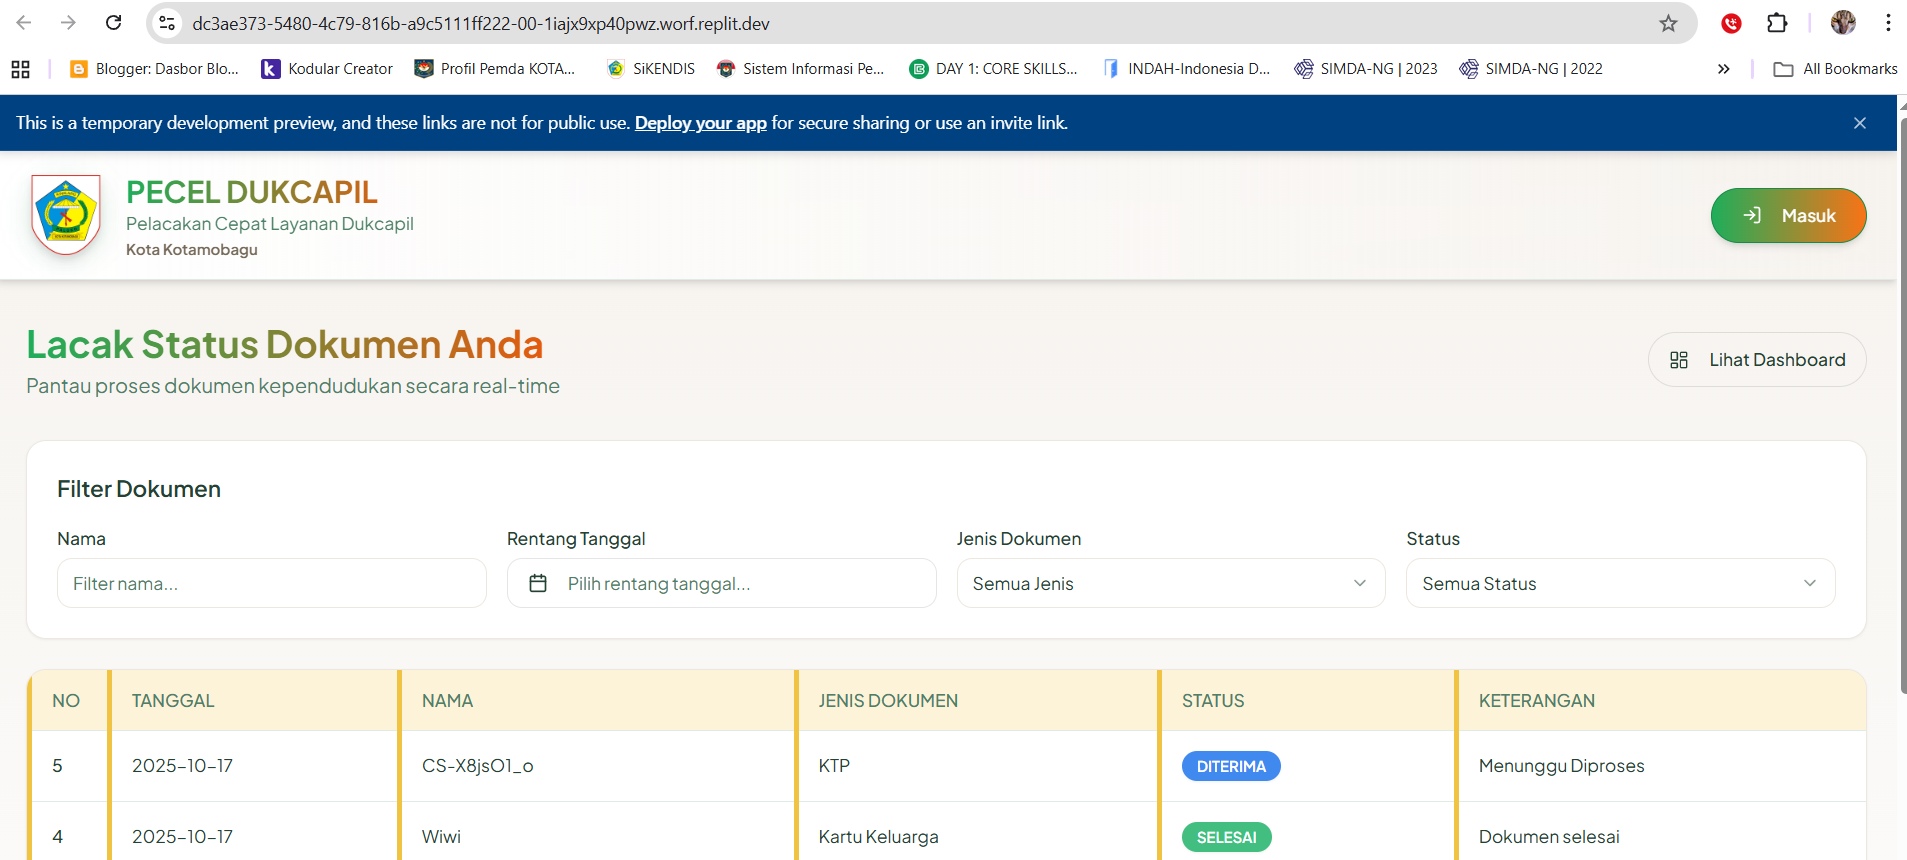 dc3ae373-5480-4c79-816b-a9c5111ff222-00-1iajx9xp40pwz.worf.replit.dev
Blogger: Dasbor Blo... Kodular Creator Profil Pemda KOTA... SiKENDIS Sistem Informasi Pe... DAY 1: CORE SKILLS... INDAH-Indonesia D... SIMDA-NG | 2023 SIMDA-NG | 2022 All Bookmarks
This is a temporary development preview, and these links are not for public use. Deploy your app for secure sharing or use an invite link.
PECEL DUKCAPIL
Pelacakan Cepat Layanan Dukcapil
Kota Kotamobagu
Masuk
Lacak Status Dokumen Anda
Pantau proses dokumen kependudukan secara real-time
Lihat Dashboard
Filter Dokumen
Nama Rentang Tanggal Jenis Dokumen Status
Filter nama... Pilih rentang tanggal... Semua Jenis Semua Status
NO TANGGAL NAMA JENIS DOKUMEN STATUS KETERANGAN
5 2025-10-17 CS-X8jsO1_o KTP DITERIMA Menunggu Diproses
4 2025-10-17 Wiwi Kartu Keluarga SELESAI Dokumen selesai